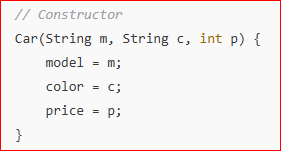 // Constructor
Car(String m, String c, int p) {
    model = m;
    color = c;
    price = p;
}